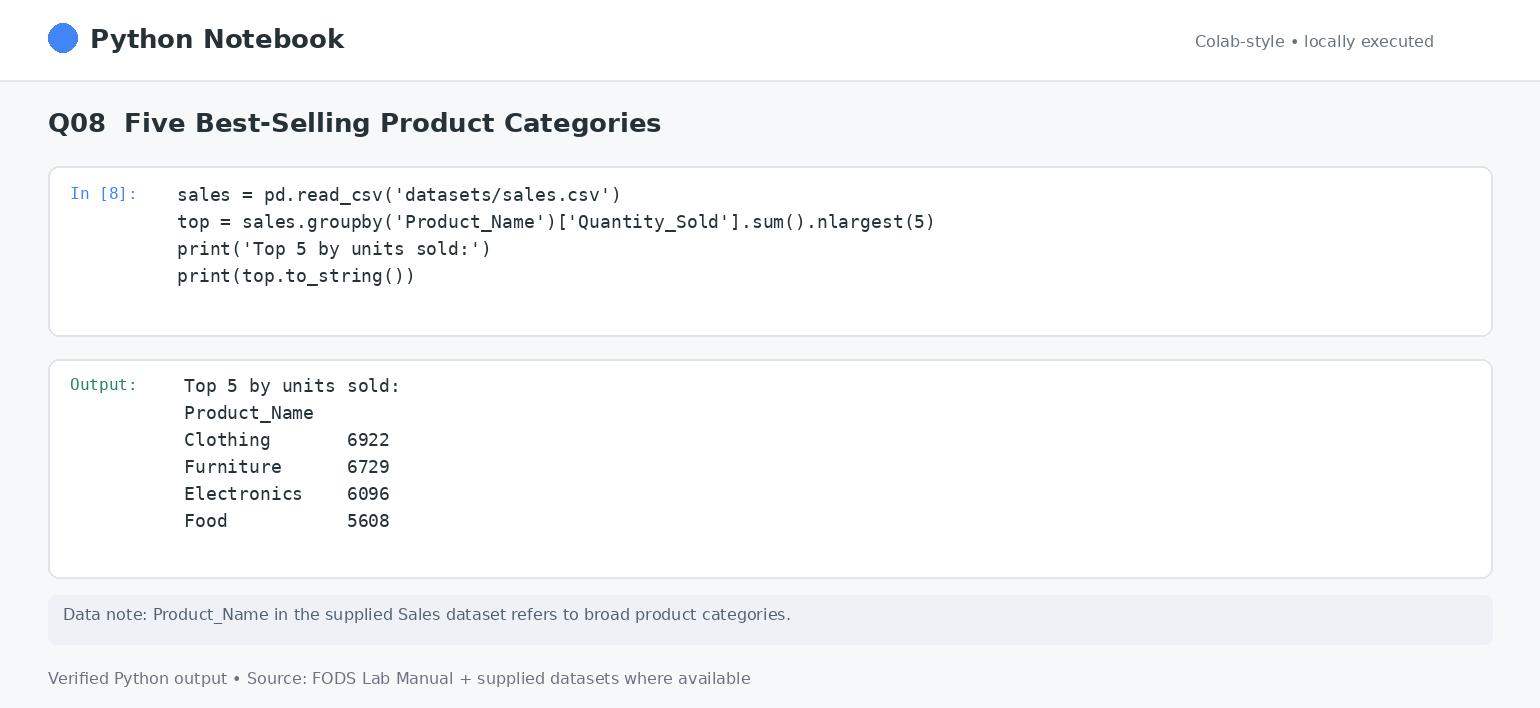 Python Notebook
Colab-style • locally executed
Q08  Five Best-Selling Product Categories
In [8]:
sales = pd.read_csv('datasets/sales.csv')
top = sales.groupby('Product_Name')['Quantity_Sold'].sum().nlargest(5)
print('Top 5 by units sold:')
print(top.to_string())
Output:
Top 5 by units sold:
Product_Name
Clothing       6922
Furniture      6729
Electronics    6096
Food           5608
Data note: Product_Name in the supplied Sales dataset refers to broad product categories.
Verified Python output • Source: FODS Lab Manual + supplied datasets where available